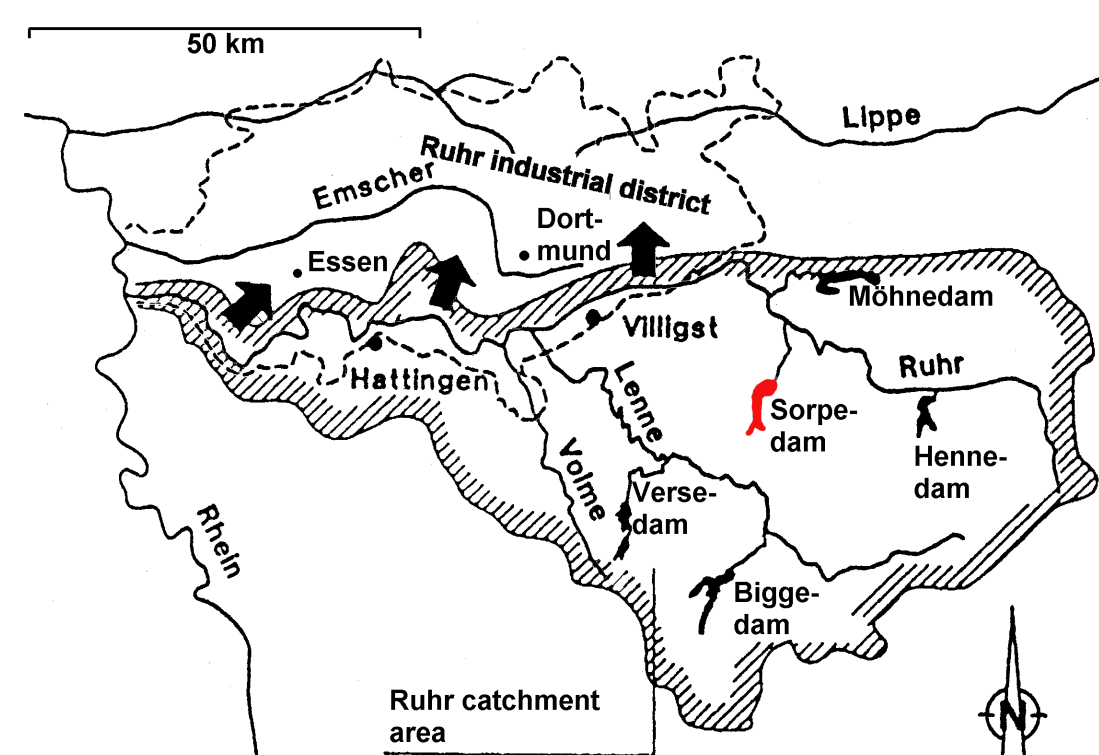 50 km
Lippe
Ruhr industrial district
Emscher
Dort-
mund
Essen
Möhnedam
Villigst
Ruhr
Hattingen
Lenne
Sorpe-
dam
Henne-
dam
Volme
Verse-
dam
Rhein
Bigge-
dam
Ruhr catchment
area
N